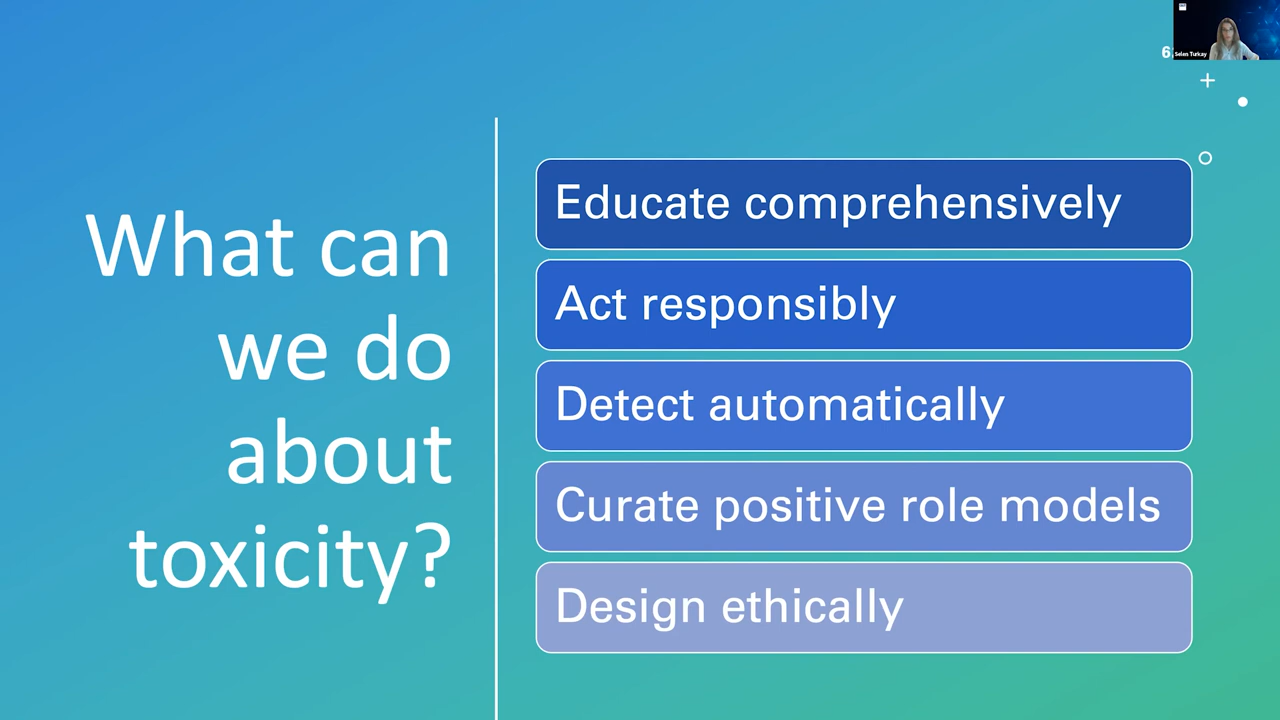 What can
we do
about
toxicity?
Educate comprehensively
Act responsibly
Detect automatically
Curate positive role models
Design ethically
6
Selen Turkay